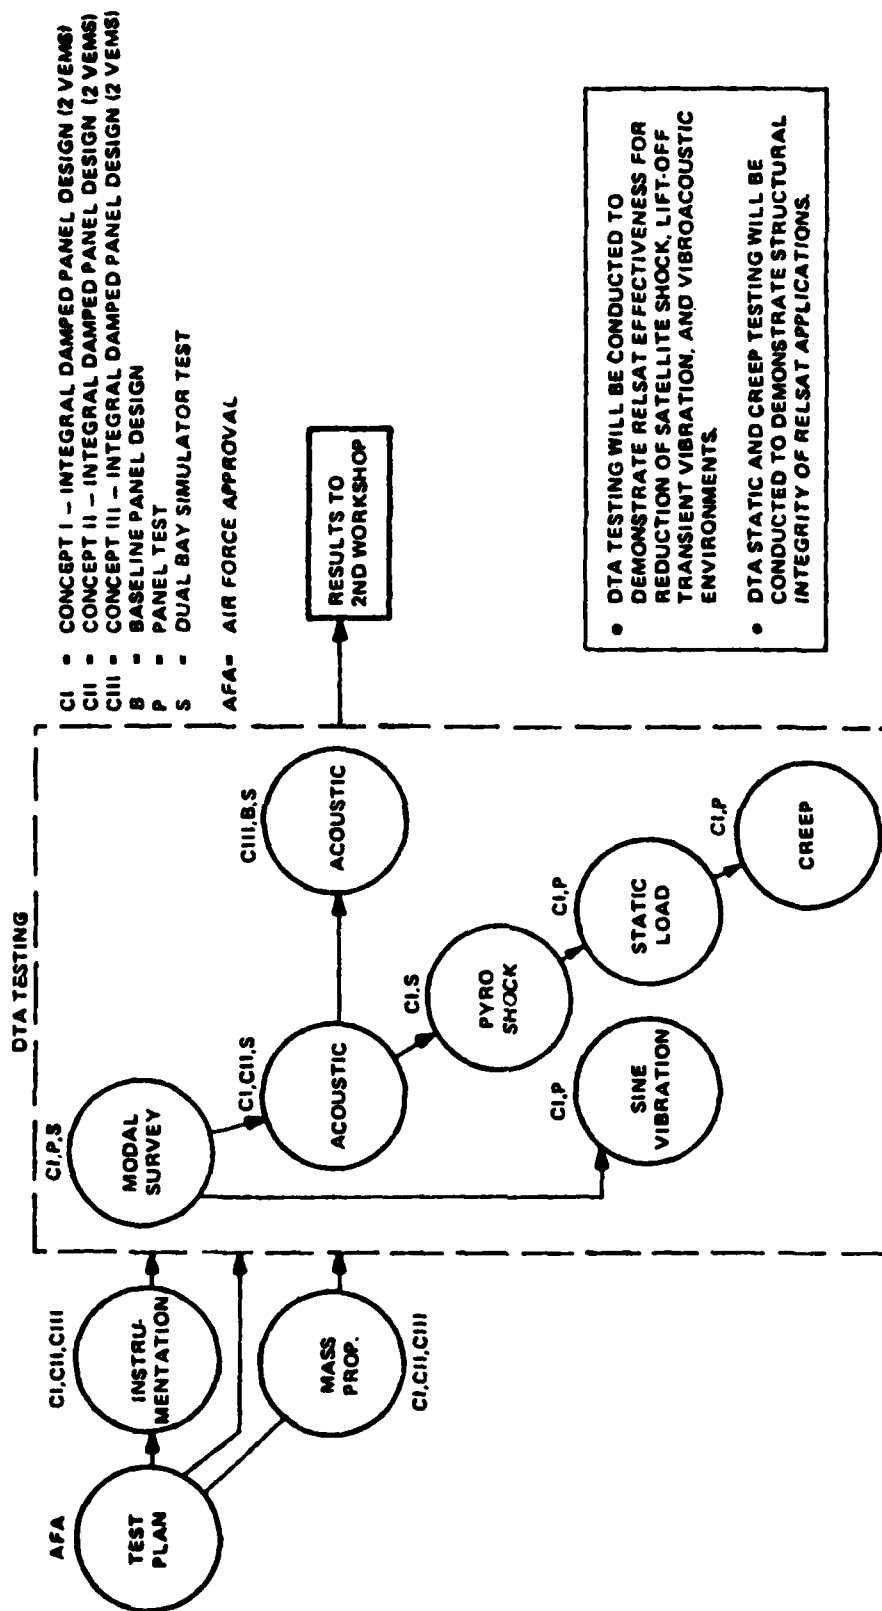 DTA TESTING
CI = CONCEPT I – INTEGRAL DAMPED PANEL DESIGN (2 VEMS)
CII = CONCEPT II – INTEGRAL DAMPED PANEL DESIGN (2 VEMS)
CIII = CONCEPT III – INTEGRAL DAMPED PANEL DESIGN (2 VEMS)
B = BASELINE PANEL DESIGN
P = PANEL TEST
S = DUAL BAY SIMULATOR TEST
AFA = AIR FORCE APPROVAL
AFA
TEST
PLAN
CI,CII,CIII
INSTRU-
MENTATION
MASS
PROP.
CI,CII,CIII
CI,P,S
MODAL
SURVEY
CI,CII,S
ACOUSTIC
CIII,B,S
ACOUSTIC
RESULTS TO
2ND WORKSHOP
CI,S
PYRO
SHOCK
CI,P
SINE
VIBRATION
CI,P
STATIC
LOAD
CI,P
CREEP
• DTA TESTING WILL BE CONDUCTED TO
DEMONSTRATE RELSAT EFFECTIVENESS FOR
REDUCTION OF SATELLITE SHOCK, LIFT-OFF
TRANSIENT VIBRATION, AND VIBROACOUSTIC
ENVIRONMENTS.
• DTA STATIC AND CREEP TESTING WILL BE
CONDUCTED TO DEMONSTRATE STRUCTURAL
INTEGRITY OF RELSAT APPLICATIONS.